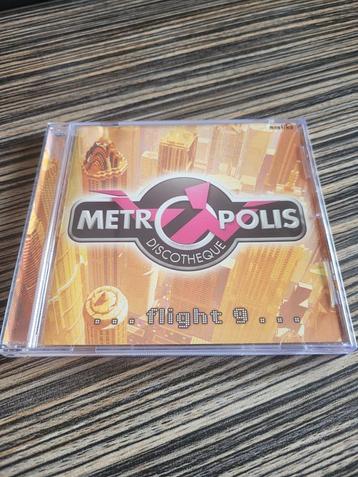 METROPOLIS
DISCOTHEQUE
...flight 9...